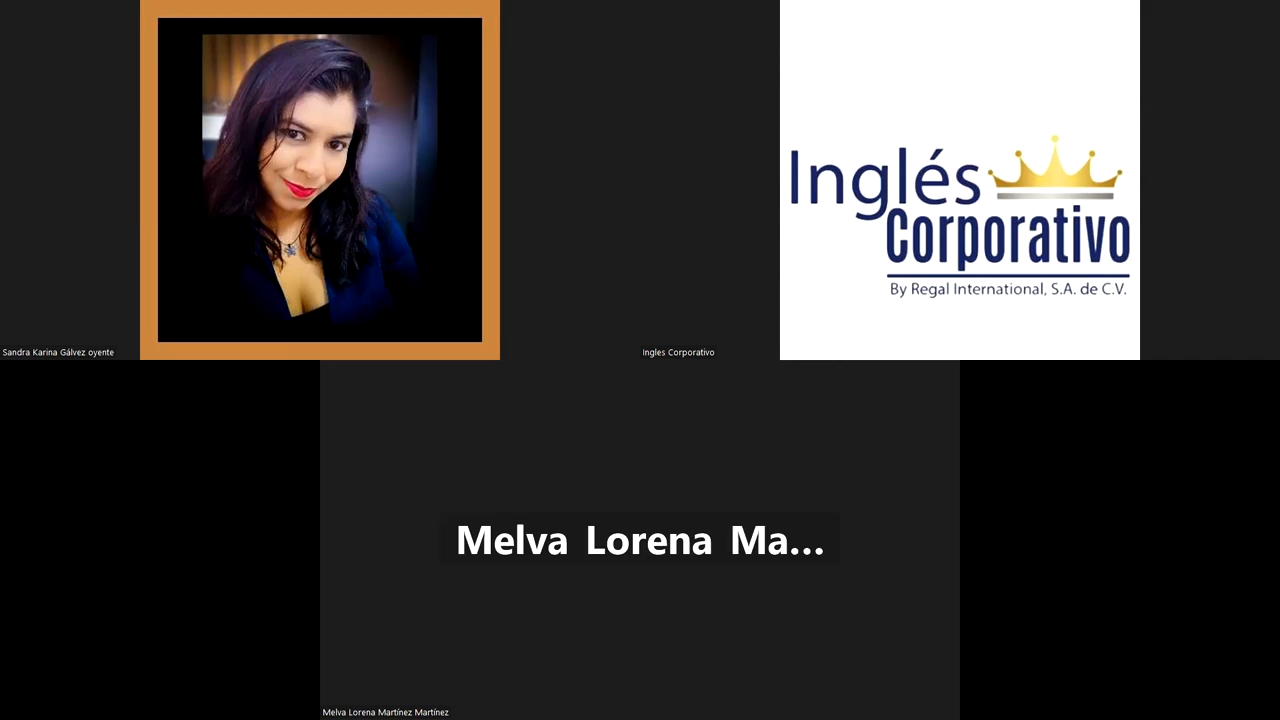 Sandra Karina Gálvez oyente
Inglés
Corporativo
By Regal International, S.A. de C.V.
Ingles Corporativo
Melva Lorena Ma...
Melva Lorena Martínez Martínez